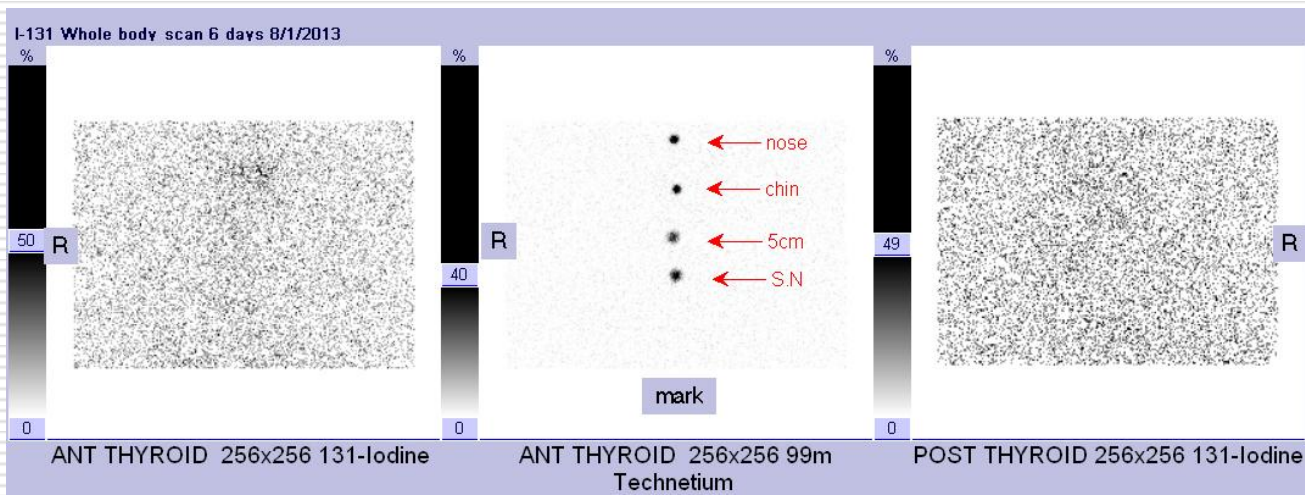 I-131 Whole body scan 6 days 8/1/2013
% % %
nose
chin
50 R R 5cm 49 R
40 S.N
mark
0 0 0
ANT THYROID 256x256 131-Iodine ANT THYROID 256x256 99m POST THYROID 256x256 131-Iodine
Technetium